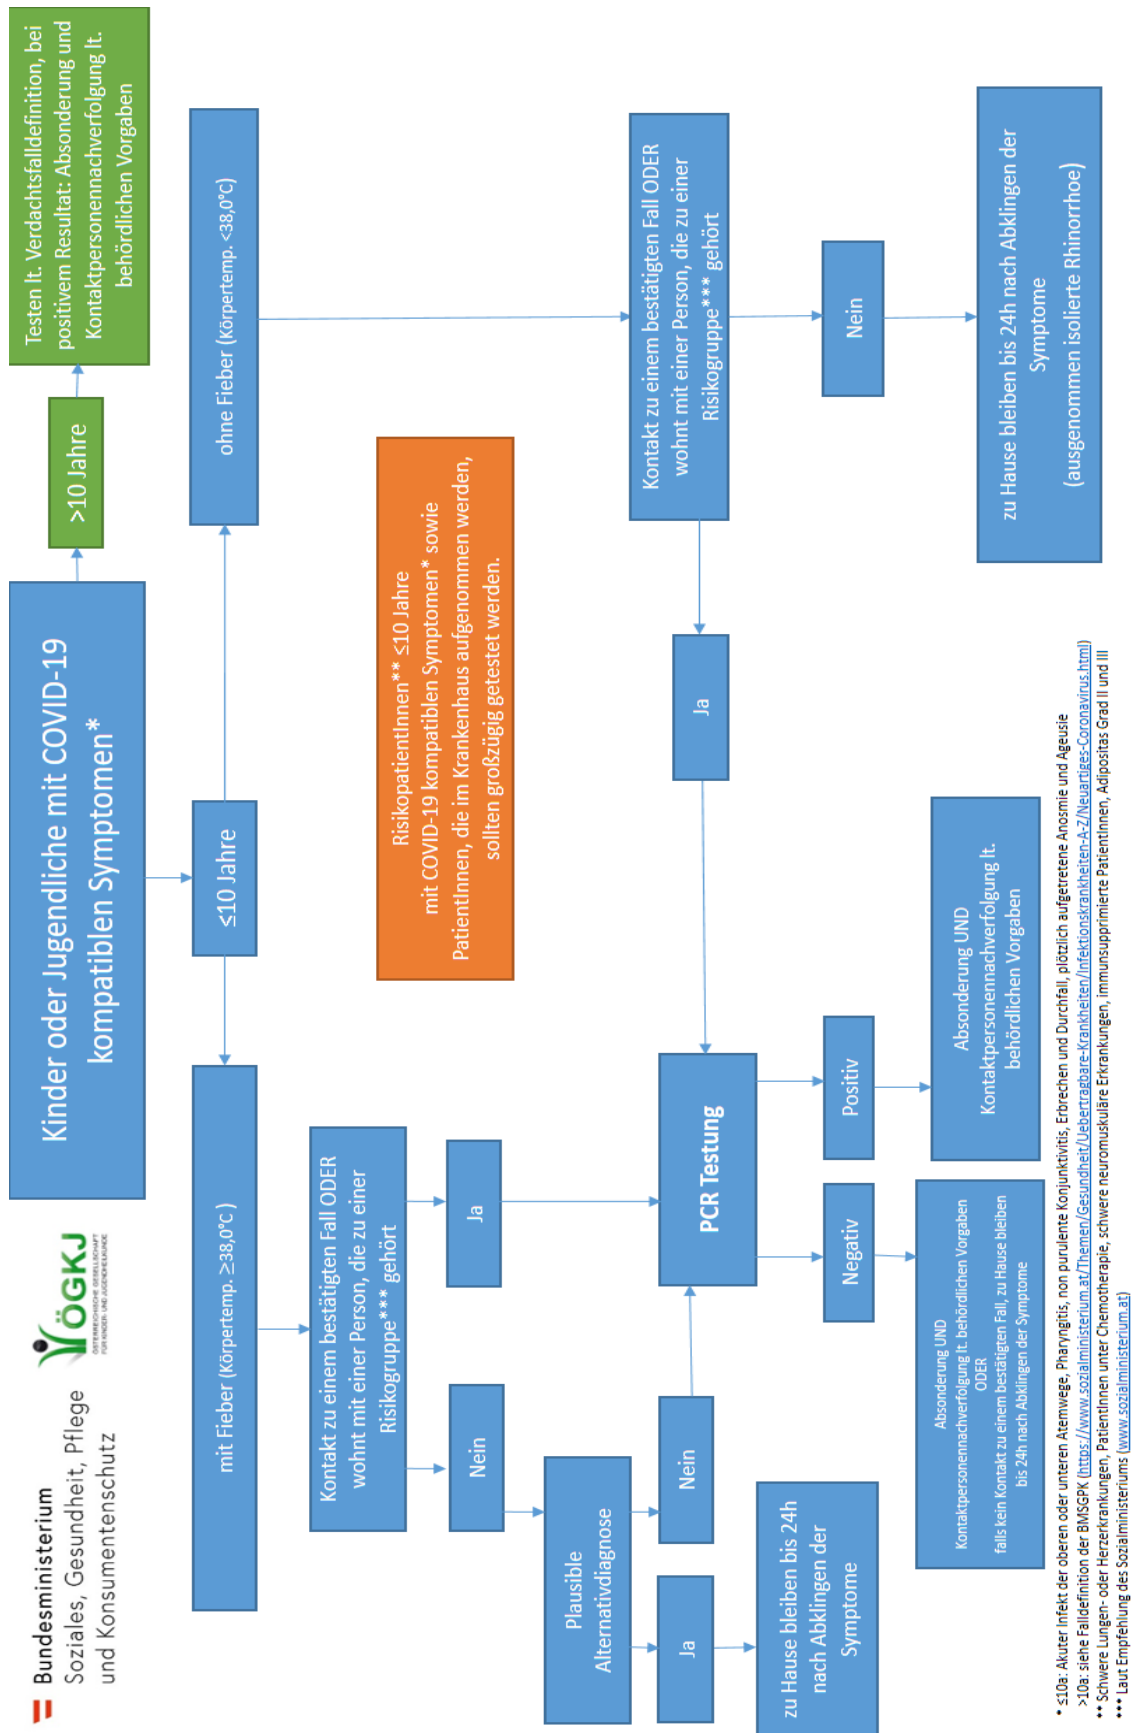 Bundesministerium
Soziales, Gesundheit, Pflege
und Konsumentenschutz
ÖGKJ
ÖSTERREICHISCHE GESELLSCHAFT
FÜR KINDER- UND JUGENDHEILKUNDE
Kinder oder Jugendliche mit COVID-19
kompatiblen Symptomen*
>10 Jahre
Testen lt. Verdachtsfalldefinition, bei
positivem Resultat: Absonderung und
Kontaktpersonennachverfolgung lt.
behördlichen Vorgaben
≤10 Jahre
mit Fieber (Körpertemp. ≥38,0°C )
ohne Fieber (Körpertemp. <38,0°C)
Kontakt zu einem bestätigten Fall ODER
wohnt mit einer Person, die zu einer
Risikogruppe*** gehört
RisikopatientInnen** ≤10 Jahre
mit COVID-19 kompatiblen Symptomen* sowie
PatientInnen, die im Krankenhaus aufgenommen werden,
sollten großzügig getestet werden.
Nein
Ja
Plausible
Alternativdiagnose
Ja
Nein
Kontakt zu einem bestätigten Fall ODER
wohnt mit einer Person, die zu einer
Risikogruppe*** gehört
Ja
Nein
PCR Testung
zu Hause bleiben bis 24h
nach Abklingen der
Symptome
Negativ
Positiv
Absonderung UND
Kontaktpersonennachverfolgung lt. behördlichen Vorgaben
ODER
falls kein Kontakt zu einem bestätigten Fall, zu Hause bleiben
bis 24h nach Abklingen der Symptome
Absonderung UND
Kontaktpersonennachverfolgung lt.
behördlichen Vorgaben
zu Hause bleiben bis 24h nach Abklingen der
Symptome
(ausgenommen isolierte Rhinorrhoe)
* ≤10a: Akuter Infekt der oberen oder unteren Atemwege, Pharyngitis, non purulente Konjunktivitis, Erbrechen und Durchfall, plötzlich aufgetretene Anosmie und Ageusie
>10a: siehe Falldefinition der BMSGPK (https://www.sozialministerium.at/Themen/Gesundheit/Uebertragbare-Krankheiten/Infektionskrankheiten-A-Z/Neuartiges-Coronavirus.html)
** Schwere Lungen- oder Herzerkrankungen, PatientInnen unter Chemotherapie, schwere neuromuskuläre Erkrankungen, immunsupprimierte PatientInnen, Adipositas Grad II und III
*** Laut Empfehlung des Sozialministeriums (www.sozialministerium.at)